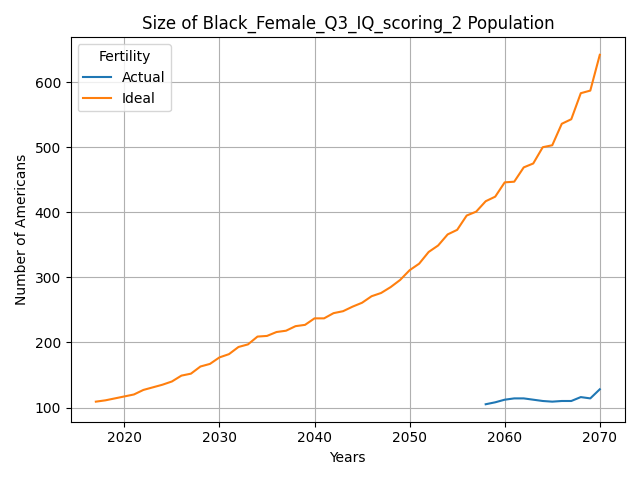 Size of Black_Female_Q3_IQ_scoring_2 Population
Fertility
Actual
Ideal
Number of Americans
600
500
400
300
200
100
2020
2030
2040
2050
2060
2070
Years